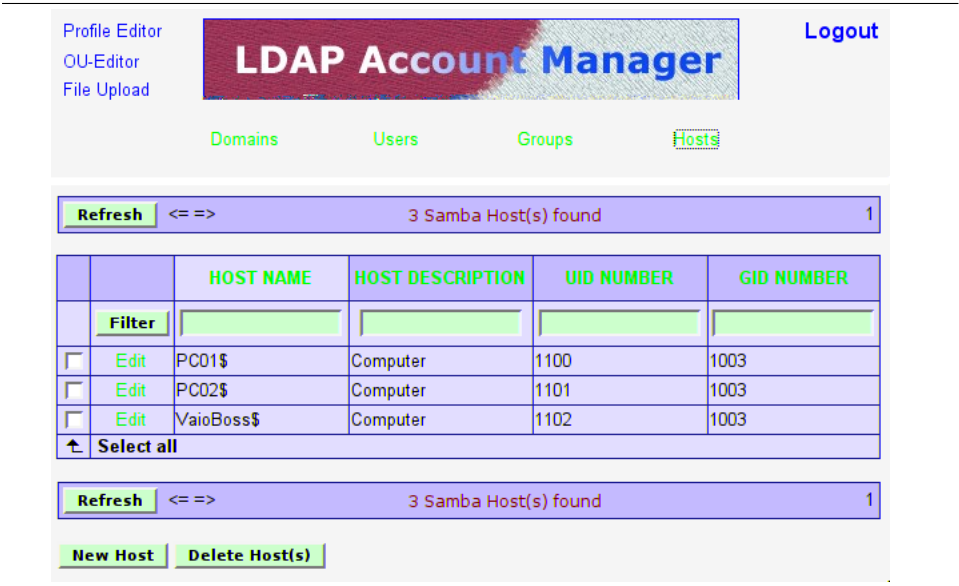 Profile Editor
OU-Editor
File Upload
LDAP Account Manager
Logout
Domains Users Groups Hosts
Refresh <= => 3 Samba Host(s) found 1
HOST NAME HOST DESCRIPTION UID NUMBER GID NUMBER
Filter
Edit PC01$ Computer 1100 1003
Edit PC02$ Computer 1101 1003
Edit VaioBoss$ Computer 1102 1003
Select all
Refresh <= => 3 Samba Host(s) found 1
New Host Delete Host(s)